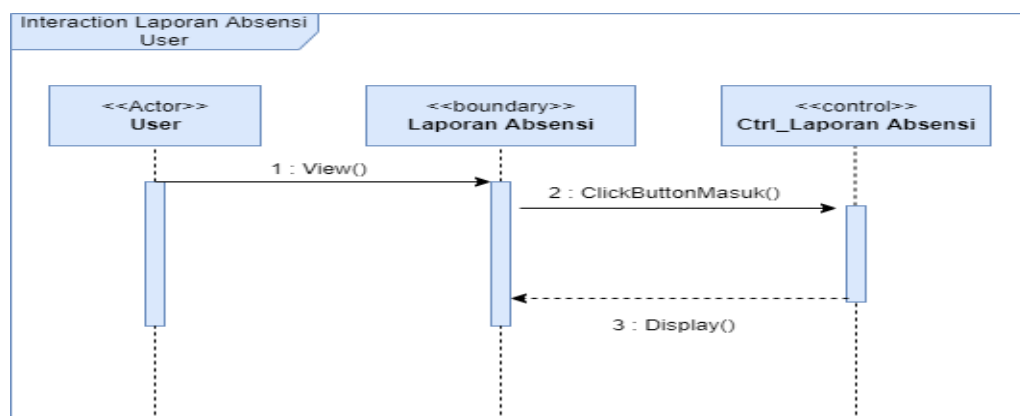 Interaction Laporan Absensi
User
<<Actor>>
User
<<boundary>>
Laporan Absensi
<<control>>
Ctrl_Laporan Absensi
1 : View()
2 : ClickButtonMasuk()
3 : Display()